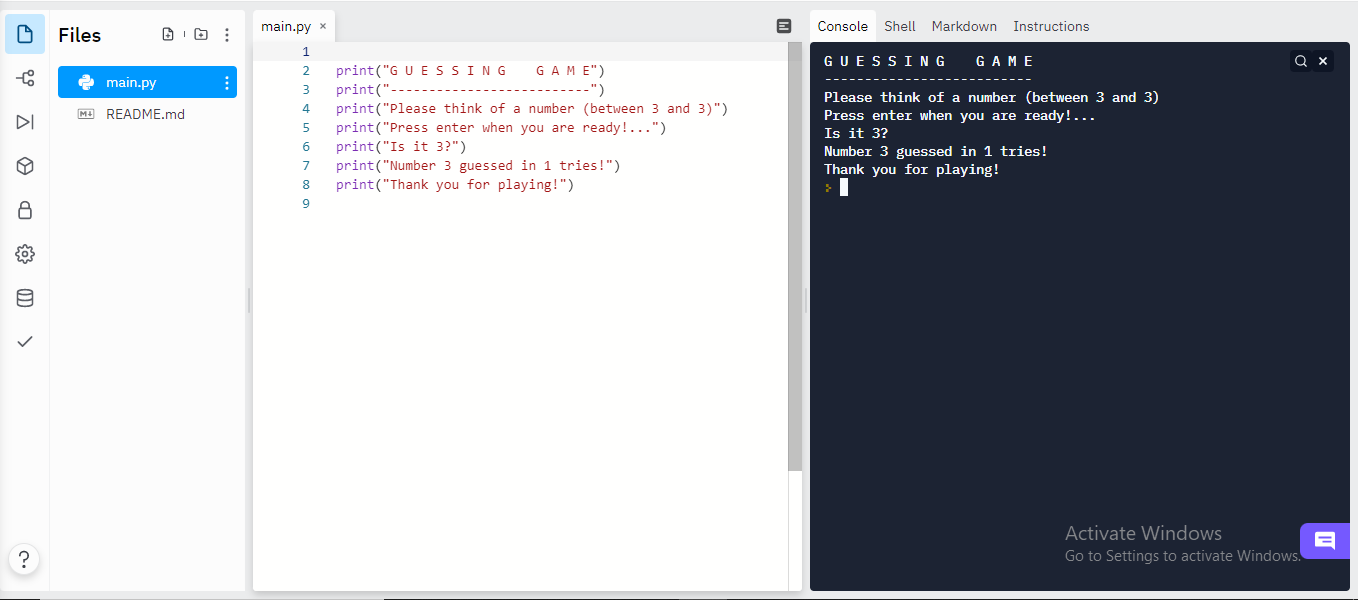 Files
main.py
README.md
main.py ×
1
2 print("G U E S S I N G    G A M E")
3 print("--------------------------")
4 print("Please think of a number (between 3 and 3)")
5 print("Press enter when you are ready!...")
6 print("Is it 3?")
7 print("Number 3 guessed in 1 tries!")
8 print("Thank you for playing!")
9
Console Shell Markdown Instructions
G U E S S I N G    G A M E
--------------------------
Please think of a number (between 3 and 3)
Press enter when you are ready!...
Is it 3?
Number 3 guessed in 1 tries!
Thank you for playing!
Activate Windows
Go to Settings to activate Windows.
?